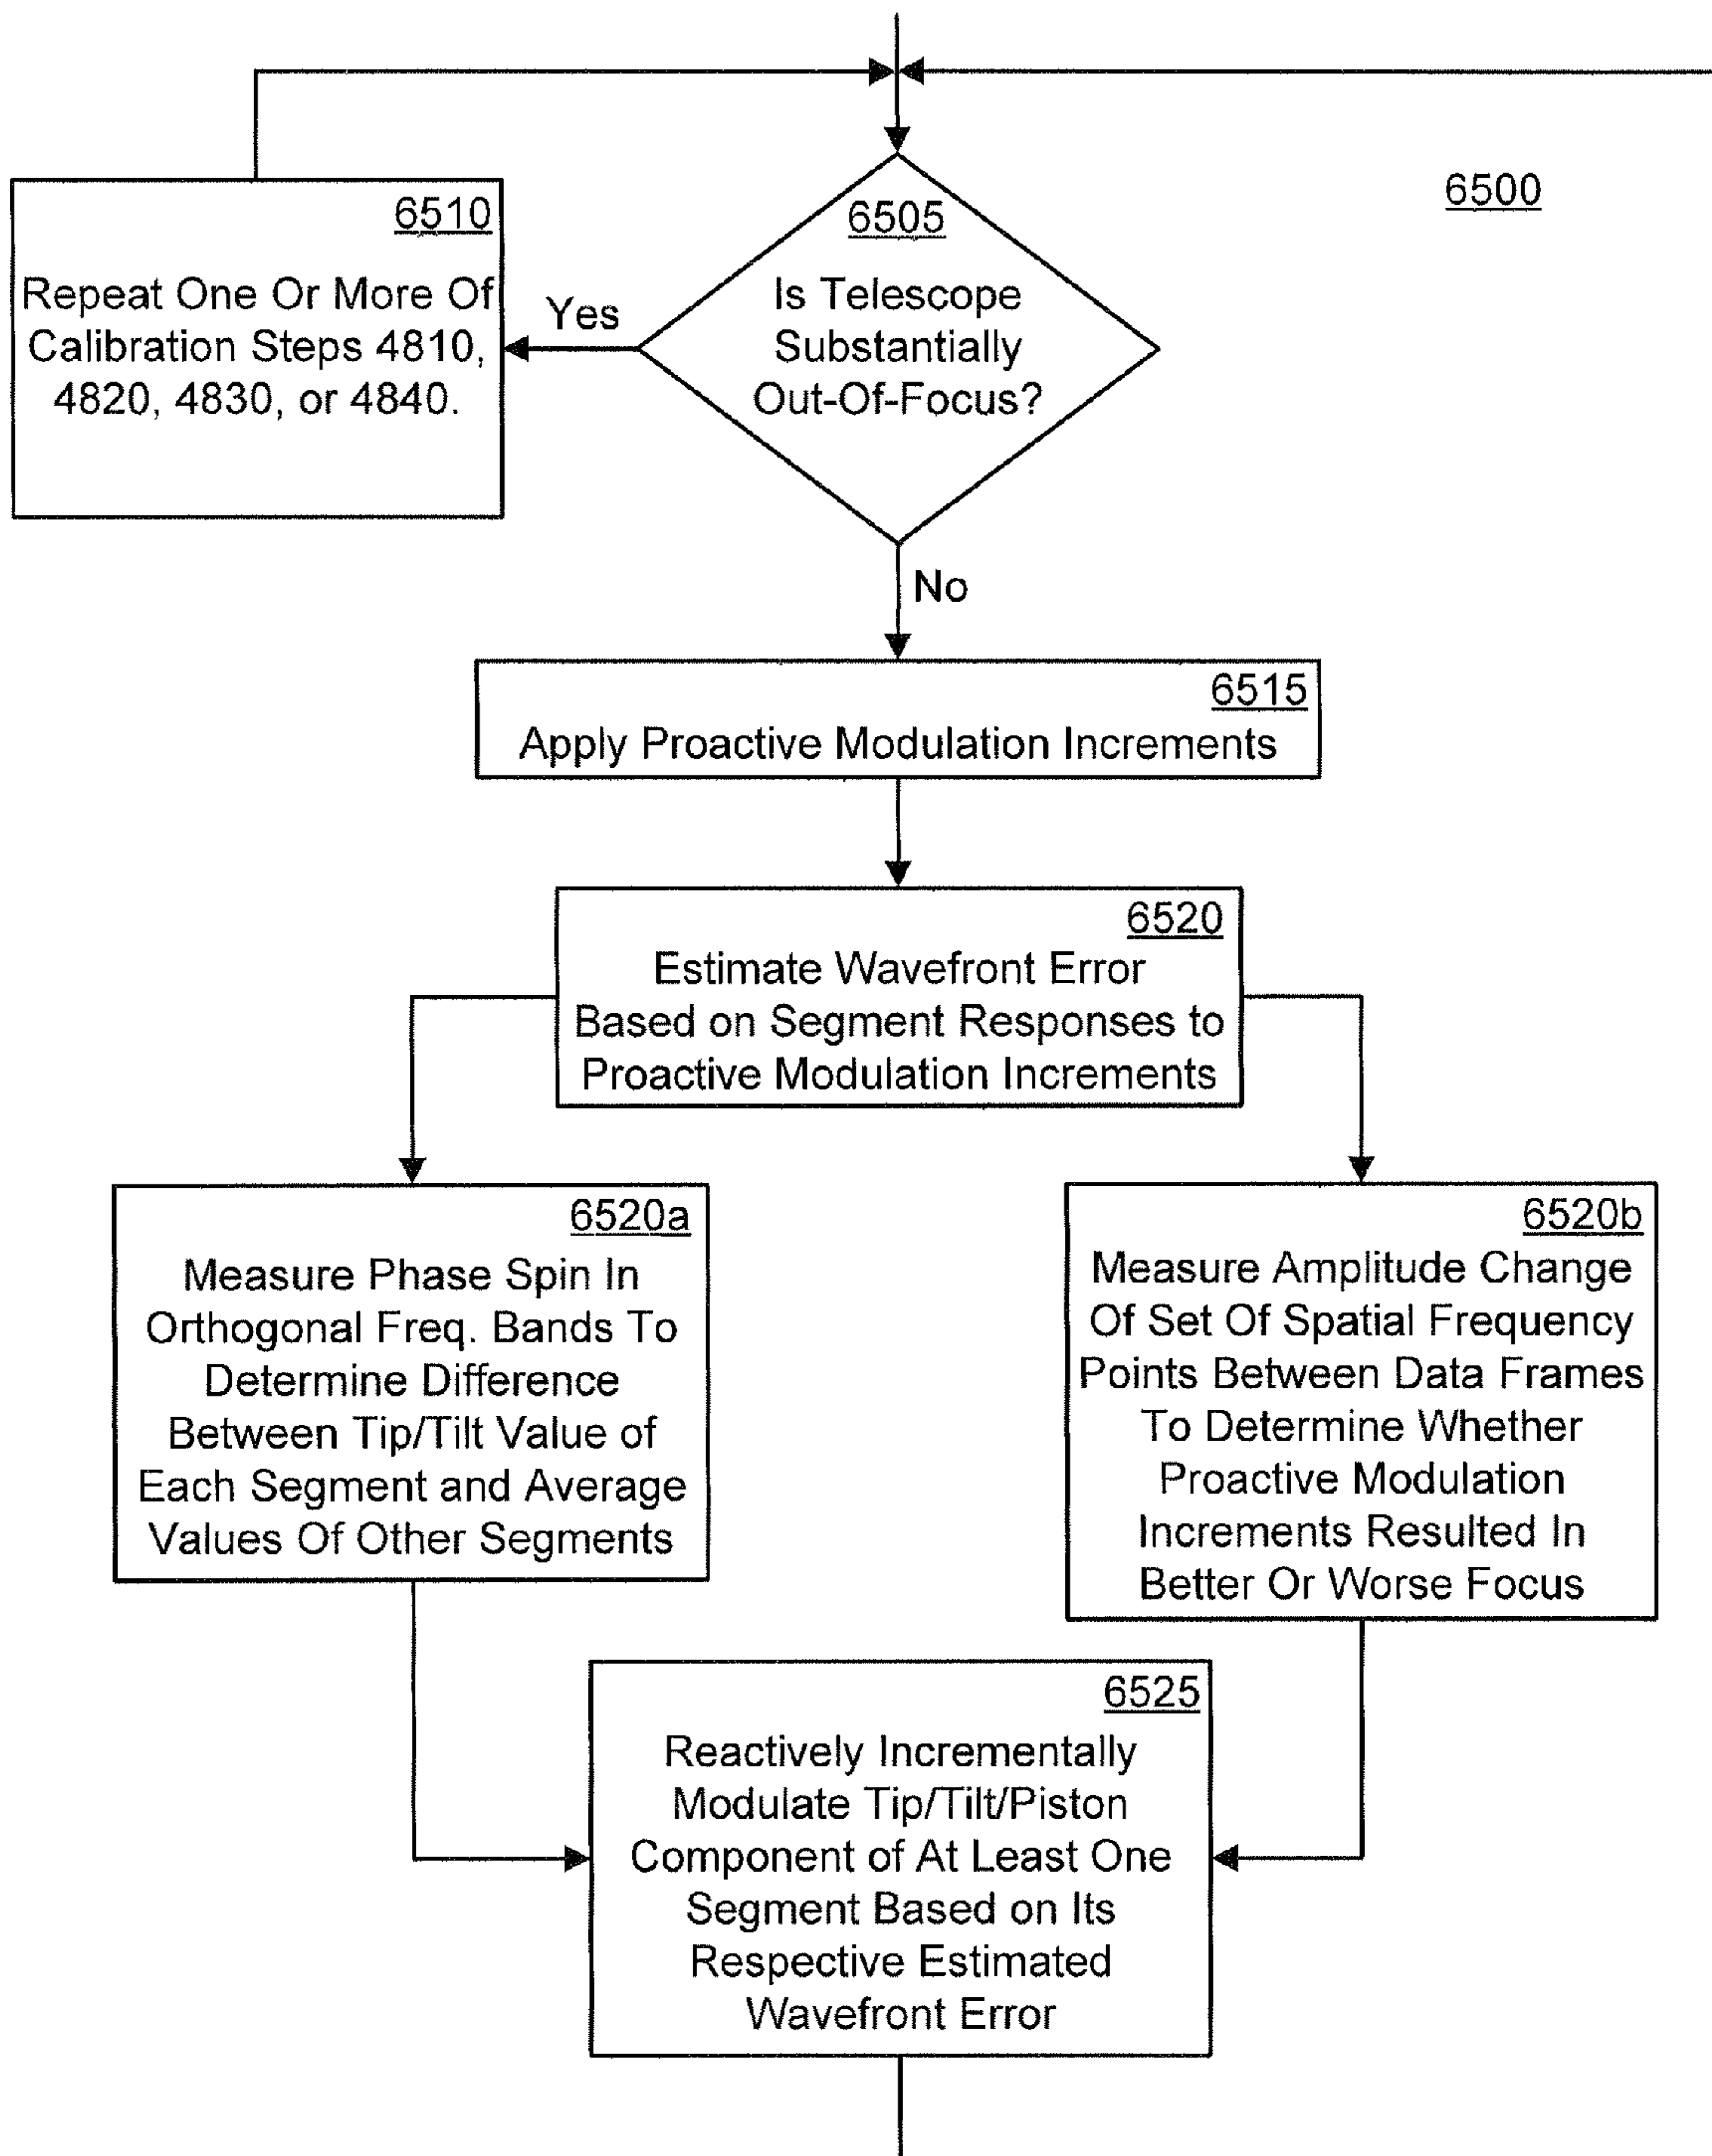 6500
6505
Is Telescope
Substantially
Out-Of-Focus?
Yes
6510
Repeat One Or More Of
Calibration Steps 4810,
4820, 4830, or 4840.
No
6515
Apply Proactive Modulation Increments
6520
Estimate Wavefront Error
Based on Segment Responses to
Proactive Modulation Increments
6520a
Measure Phase Spin In
Orthogonal Freq. Bands To
Determine Difference
Between Tip/Tilt Value of
Each Segment and Average
Values Of Other Segments
6520b
Measure Amplitude Change
Of Set Of Spatial Frequency
Points Between Data Frames
To Determine Whether
Proactive Modulation
Increments Resulted In
Better Or Worse Focus
6525
Reactively Incrementally
Modulate Tip/Tilt/Piston
Component of At Least One
Segment Based on Its
Respective Estimated
Wavefront Error